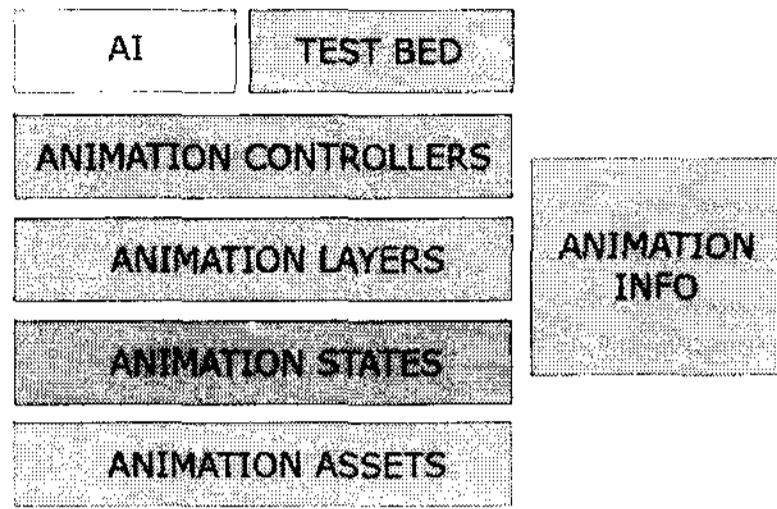 AI
TEST BED
ANIMATION CONTROLLERS
ANIMATION LAYERS
ANIMATION INFO
ANIMATION STATES
ANIMATION ASSETS